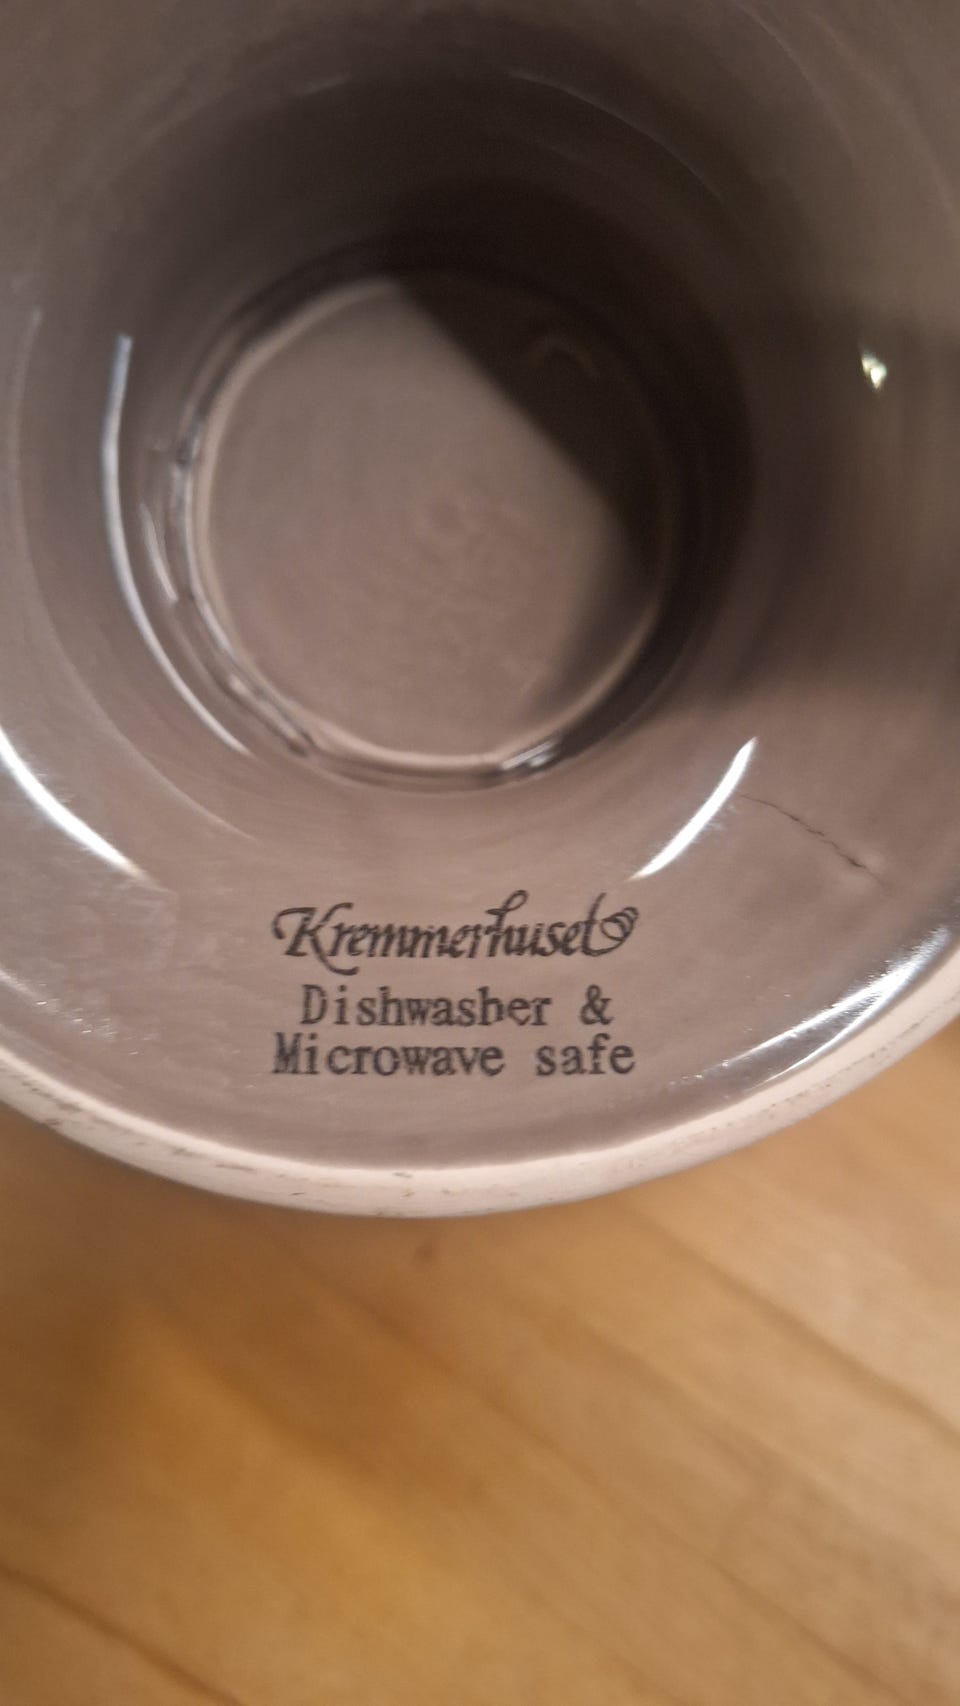 Kremmerhuset
Dishwasher &
Microwave safe